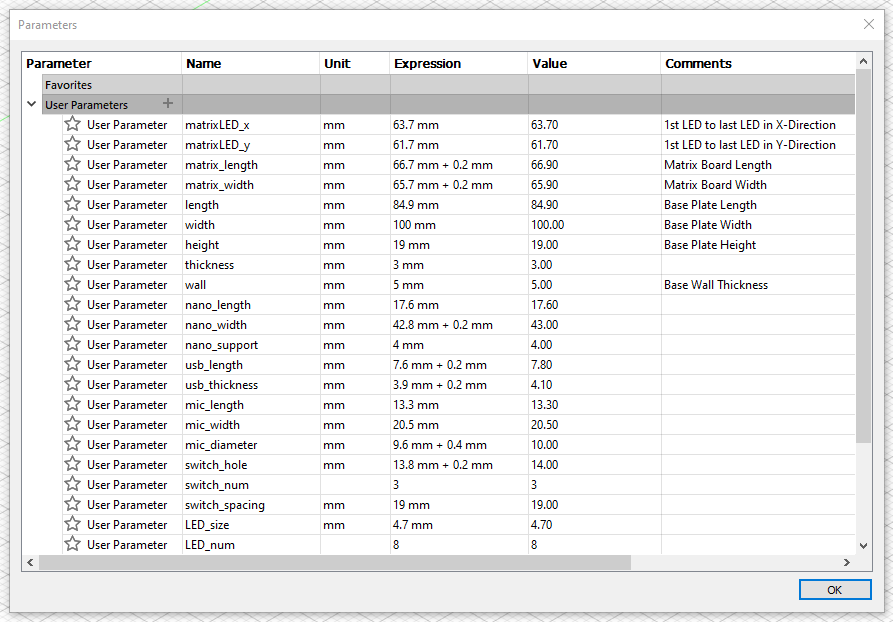 Parameters
Parameter Name Unit Expression Value Comments
Favorites
User Parameters +
User Parameter matrixLED_x mm 63.7 mm 63.70 1st LED to last LED in X-Direction
User Parameter matrixLED_y mm 61.7 mm 61.70 1st LED to last LED in Y-Direction
User Parameter matrix_length mm 66.7 mm + 0.2 mm 66.90 Matrix Board Length
User Parameter matrix_width mm 65.7 mm + 0.2 mm 65.90 Matrix Board Width
User Parameter length mm 84.9 mm 84.90 Base Plate Length
User Parameter width mm 100 mm 100.00 Base Plate Width
User Parameter height mm 19 mm 19.00 Base Plate Height
User Parameter thickness mm 3 mm 3.00
User Parameter wall mm 5 mm 5.00 Base Wall Thickness
User Parameter nano_length mm 17.6 mm 17.60
User Parameter nano_width mm 42.8 mm + 0.2 mm 43.00
User Parameter nano_support mm 4 mm 4.00
User Parameter usb_length mm 7.6 mm + 0.2 mm 7.80
User Parameter usb_thickness mm 3.9 mm + 0.2 mm 4.10
User Parameter mic_length mm 13.3 mm 13.30
User Parameter mic_width mm 20.5 mm 20.50
User Parameter mic_diameter mm 9.6 mm + 0.4 mm 10.00
User Parameter switch_hole mm 13.8 mm + 0.2 mm 14.00
User Parameter switch_num 3 3
User Parameter switch_spacing mm 19 mm 19.00
User Parameter LED_size mm 4.7 mm 4.70
User Parameter LED_num 8 8
OK